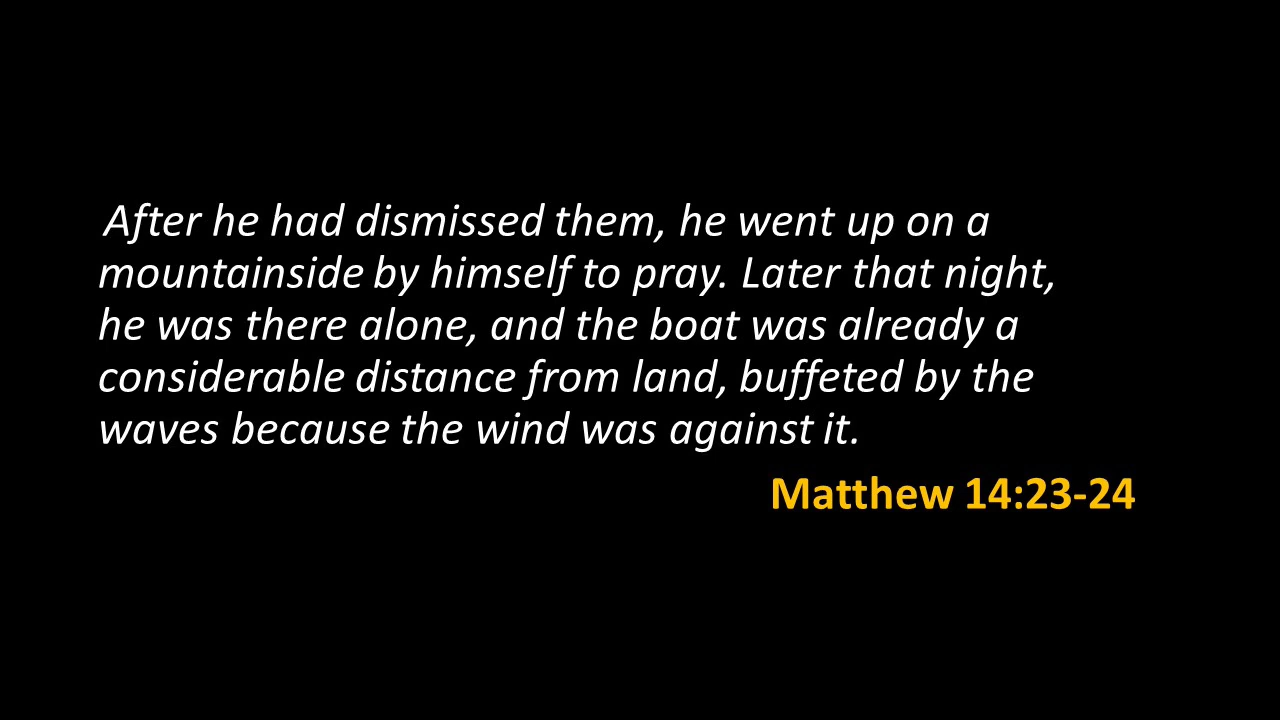 After he had dismissed them, he went up on a
mountainside by himself to pray. Later that night,
he was there alone, and the boat was already a
considerable distance from land, buffeted by the
waves because the wind was against it.
Matthew 14:23-24